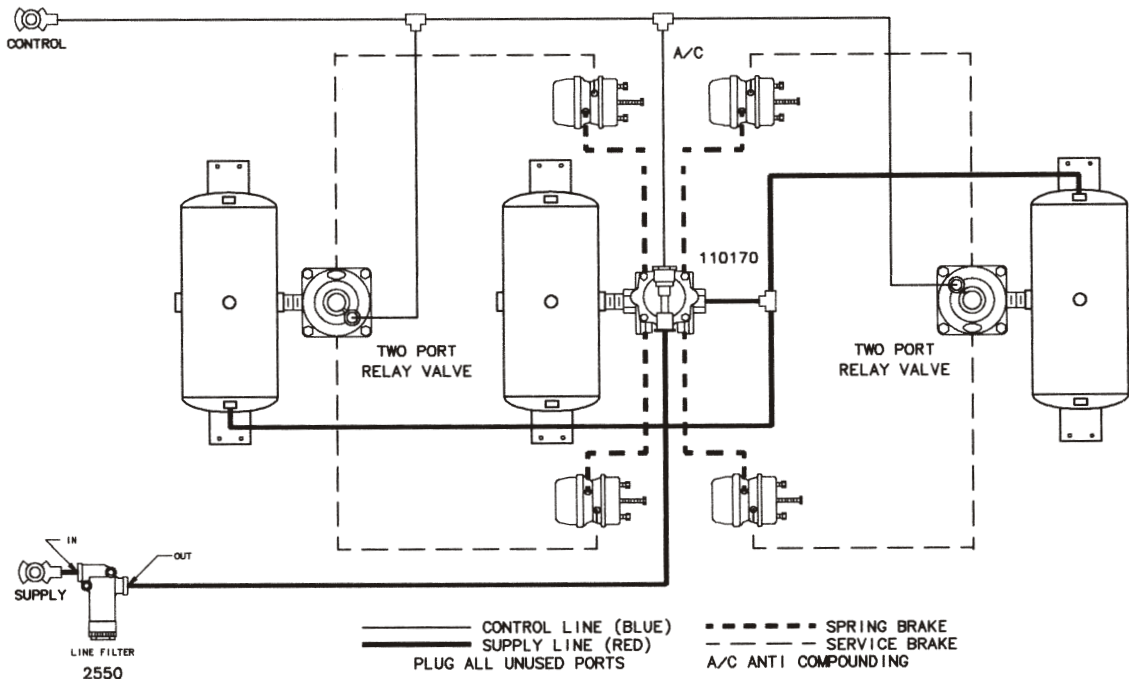 CONTROL
A/C
110170
TWO PORT
RELAY VALVE
TWO PORT
RELAY VALVE
IN
OUT
SUPPLY
LINE FILTER
2550
CONTROL LINE (BLUE)
SUPPLY LINE (RED)
PLUG ALL UNUSED PORTS
SPRING BRAKE
SERVICE BRAKE
A/C ANTI COMPOUNDING